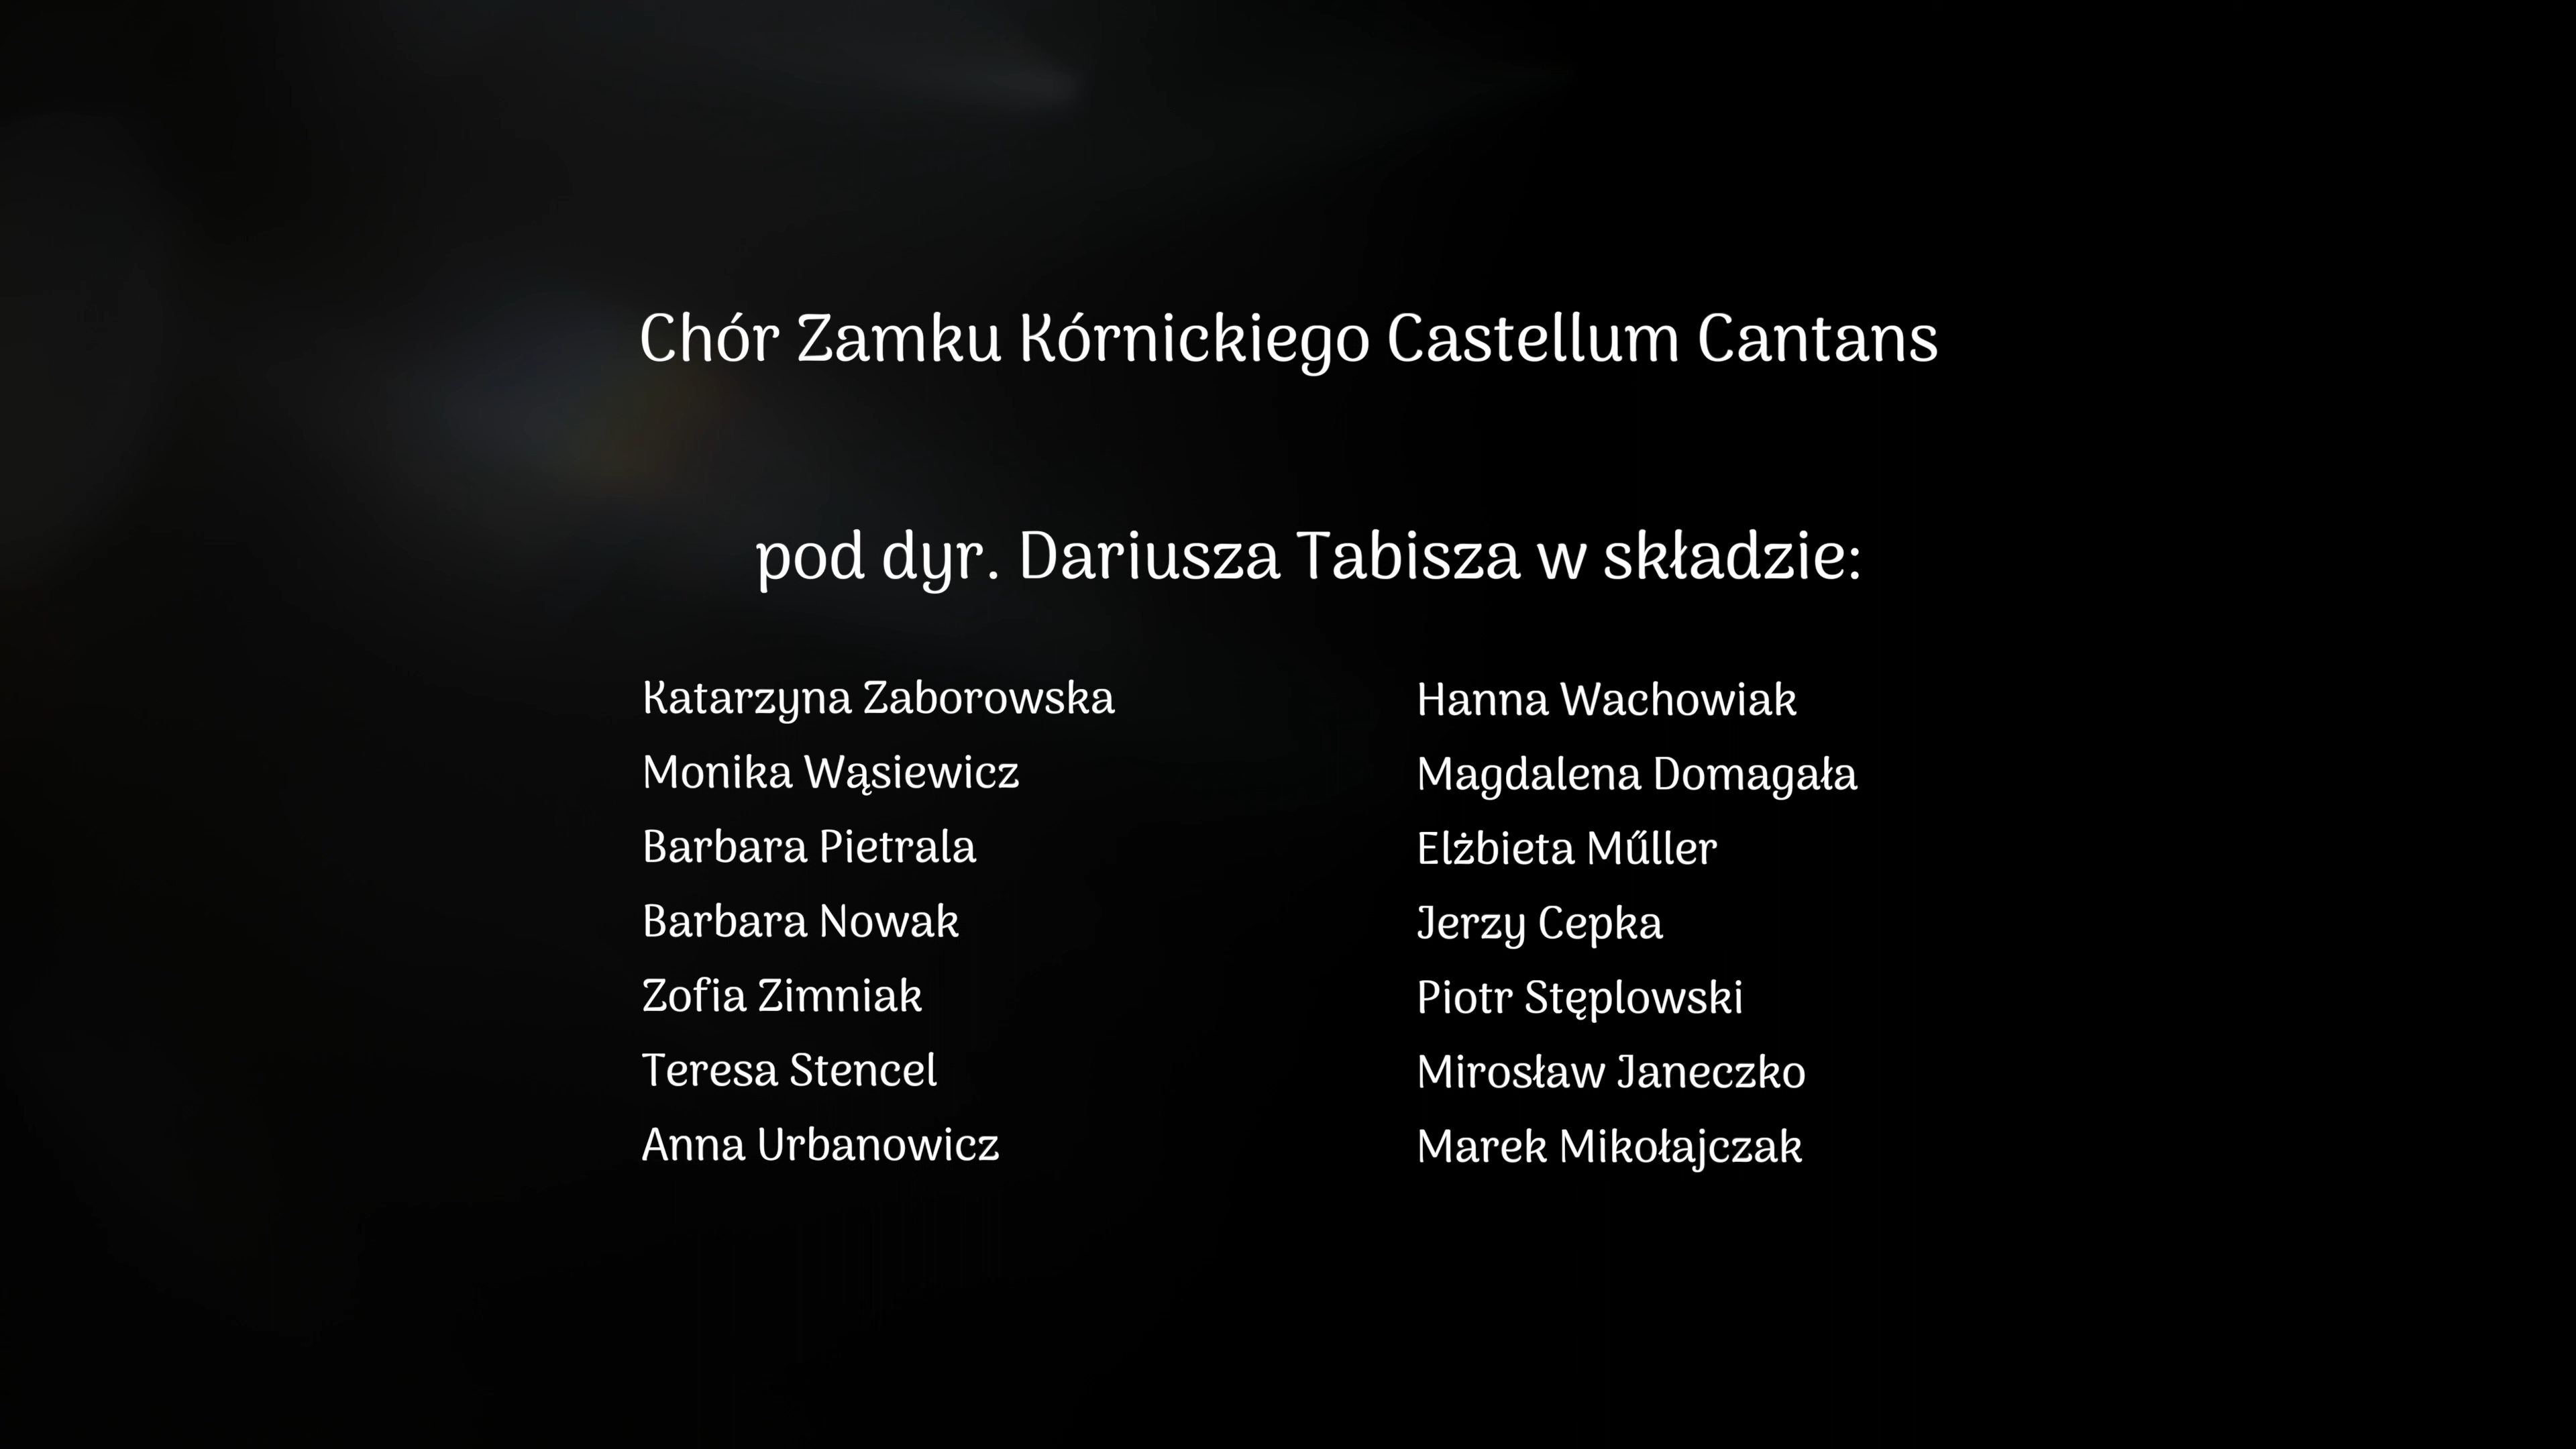 Chór Zamku Kórnickiego Castellum Cantans
pod dyr. Dariusza Tabisza w składzie:
Katarzyna Zaborowska
Monika Wąsiewicz
Barbara Pietrala
Barbara Nowak
Zofia Zimniak
Teresa Stencel
Anna Urbanowicz
Hanna Wachowiak
Magdalena Domagała
Elżbieta Műller
Jerzy Cepka
Piotr Stęplowski
Mirosław Janeczko
Marek Mikołajczak